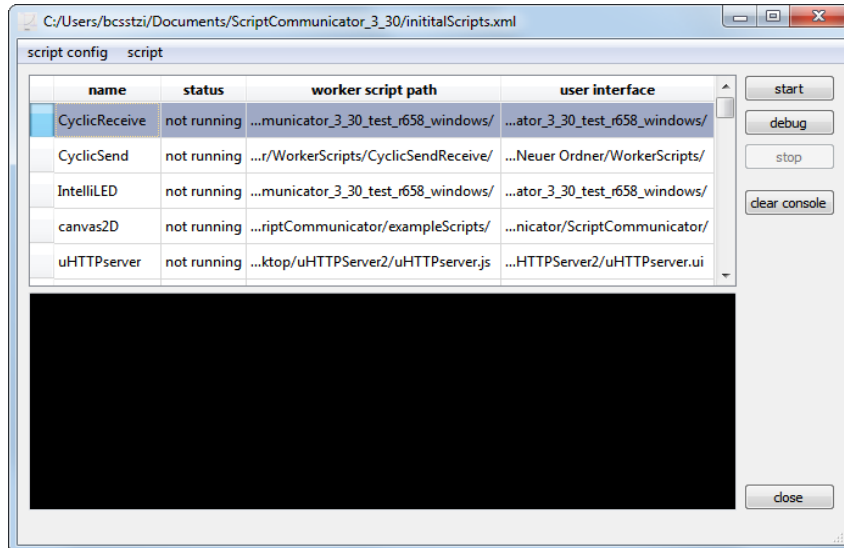 C:/Users/bcsstzi/Documents/ScriptCommunicator_3_30/inititalScripts.xml
script config script
name status worker script path user interface
CyclicReceive not running ...municator_3_30_test_r658_windows/ ...ator_3_30_test_r658_windows/
CyclicSend not running ...r/WorkerScripts/CyclicSendReceive/ ...Neuer Ordner/WorkerScripts/
IntelliLED not running ...municator_3_30_test_r658_windows/ ...ator_3_30_test_r658_windows/
canvas2D not running ...riptCommunicator/exampleScripts/ ...nicator/ScriptCommunicator/
uHTTPserver not running ...ktop/uHTTPServer2/uHTTPserver.js ...HTTPServer2/uHTTPserver.ui
start
debug
stop
clear console
close